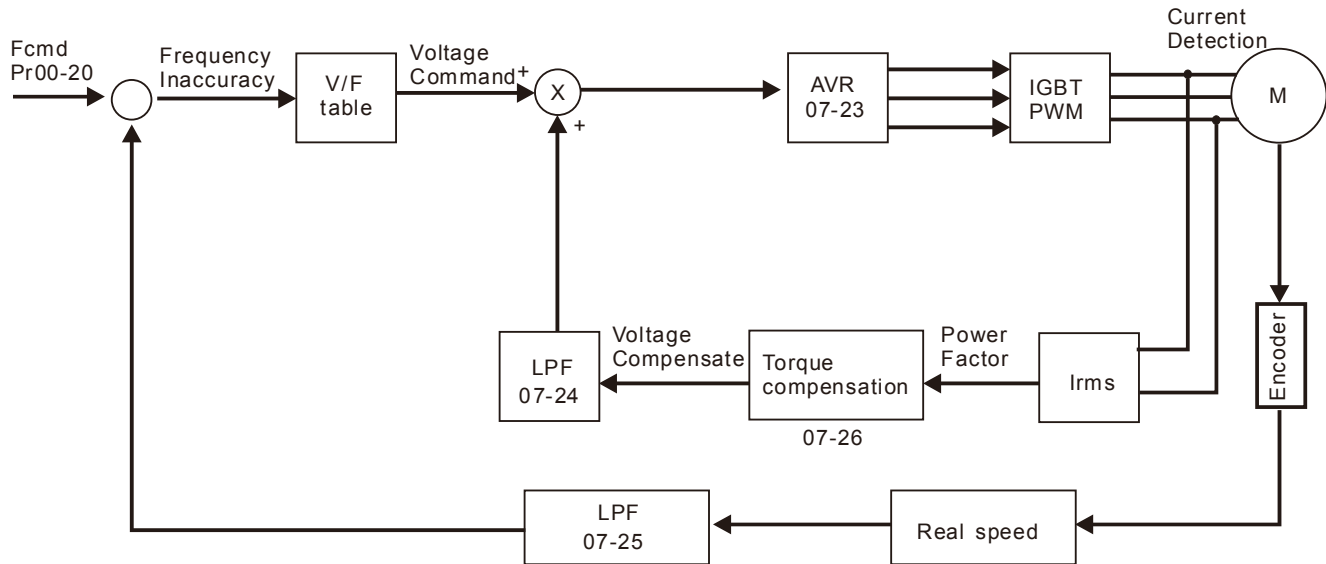 Fcmd
Pr00-20
Frequency
Inaccuracy
V/F
table
Voltage
Command
+
X
+
AVR
07-23
IGBT
PWM
Current
Detection
M
LPF
07-24
Voltage
Compensate
Torque
compensation
07-26
Power
Factor
Irms
Encoder
LPF
07-25
Real speed